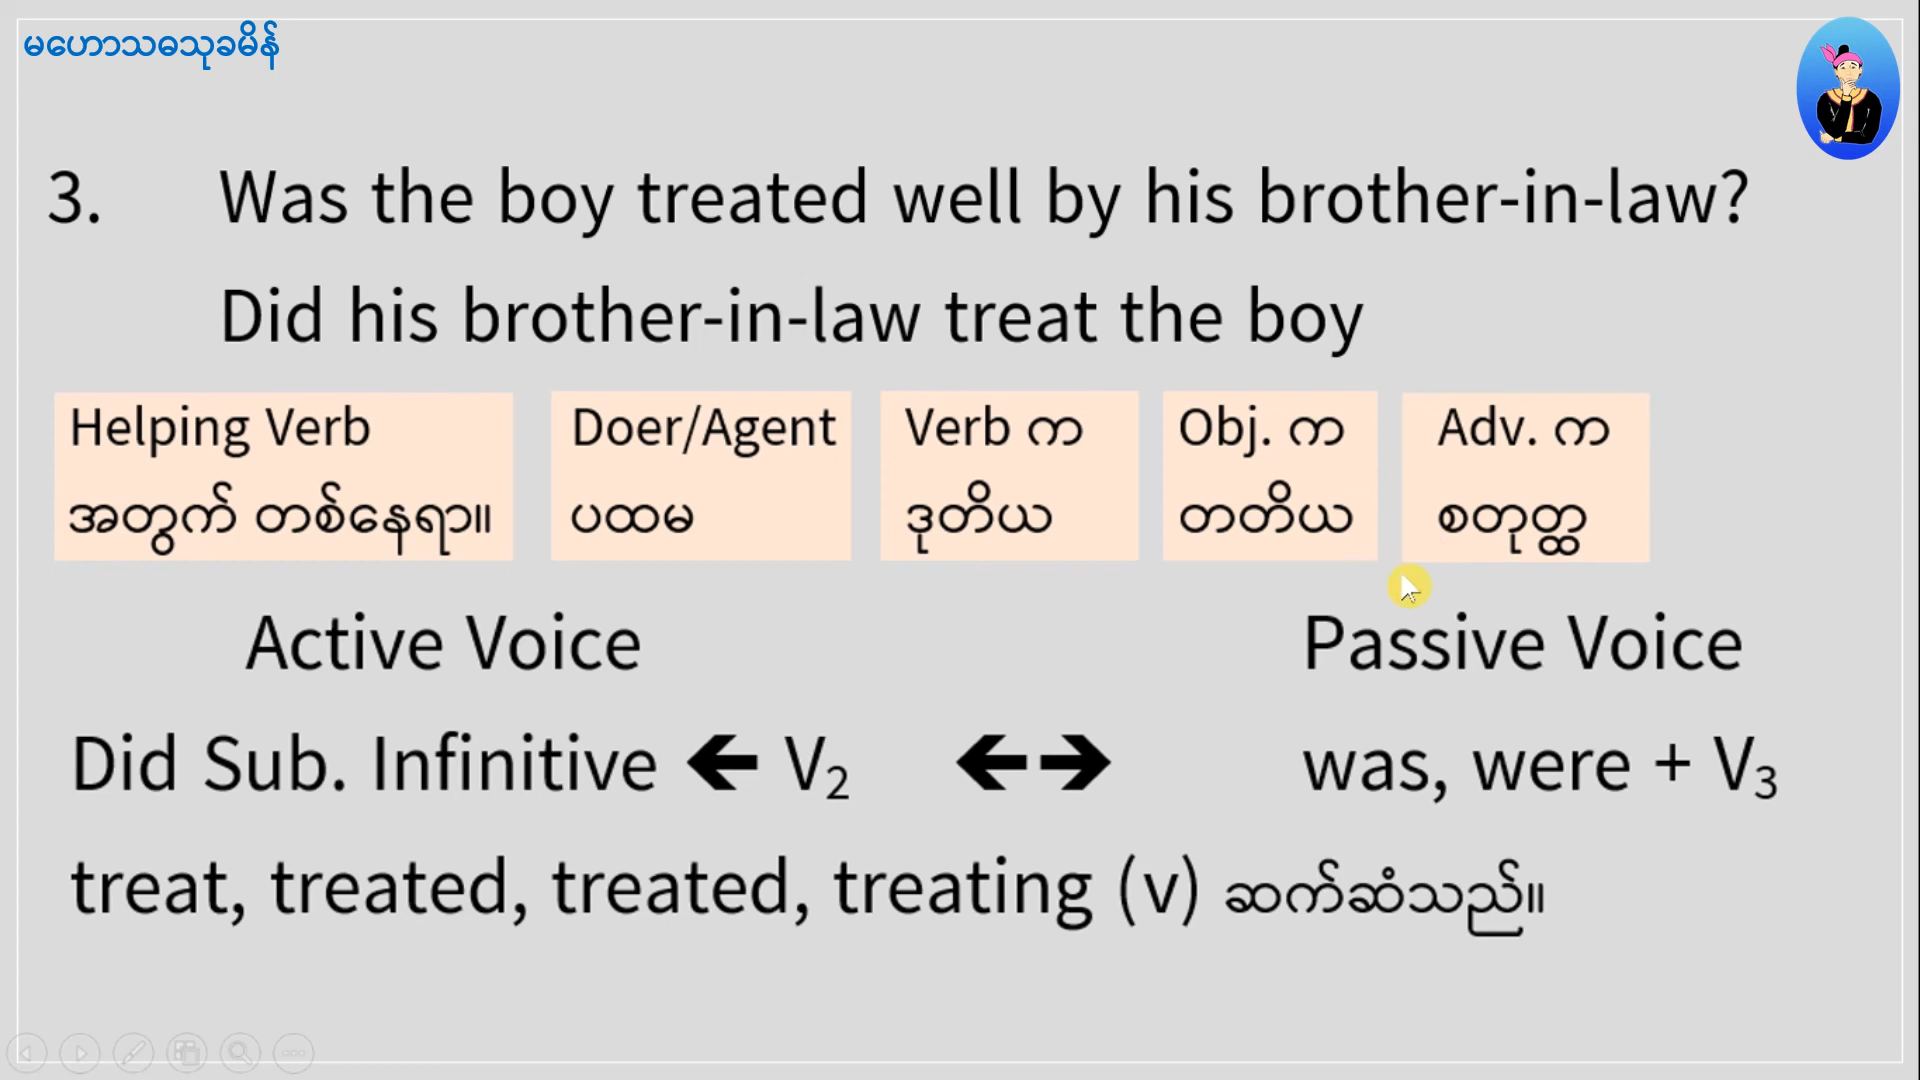 မဟောသဓသုခမိန်
3. Was the boy treated well by his brother-in-law?
Did his brother-in-law treat the boy
Helping Verb
အတွက် တစ်နေရာ။
Doer/Agent
ပထမ
Verb က
ဒုတိယ
Obj. က
တတိယ
Adv. က
စတုတ္ထ
Active Voice Passive Voice
Did Sub. Infinitive 🡸 V₂ 🡸🡺 was, were + V₃
treat, treated, treated, treating (v) ဆက်ဆံသည်။